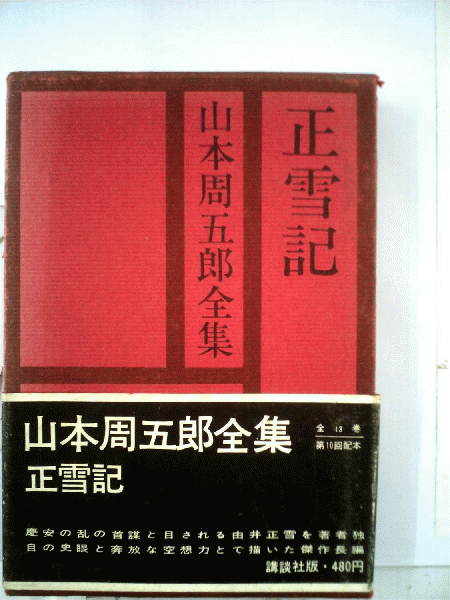 正雪記
山本周五郎全集
山本周五郎全集
全13巻
第10回配本
正雪記
慶安の乱の首謀と目される由井正雪を著者独
自の史眼と奔放な空想力とで描いた傑作長編
講談社版・480円